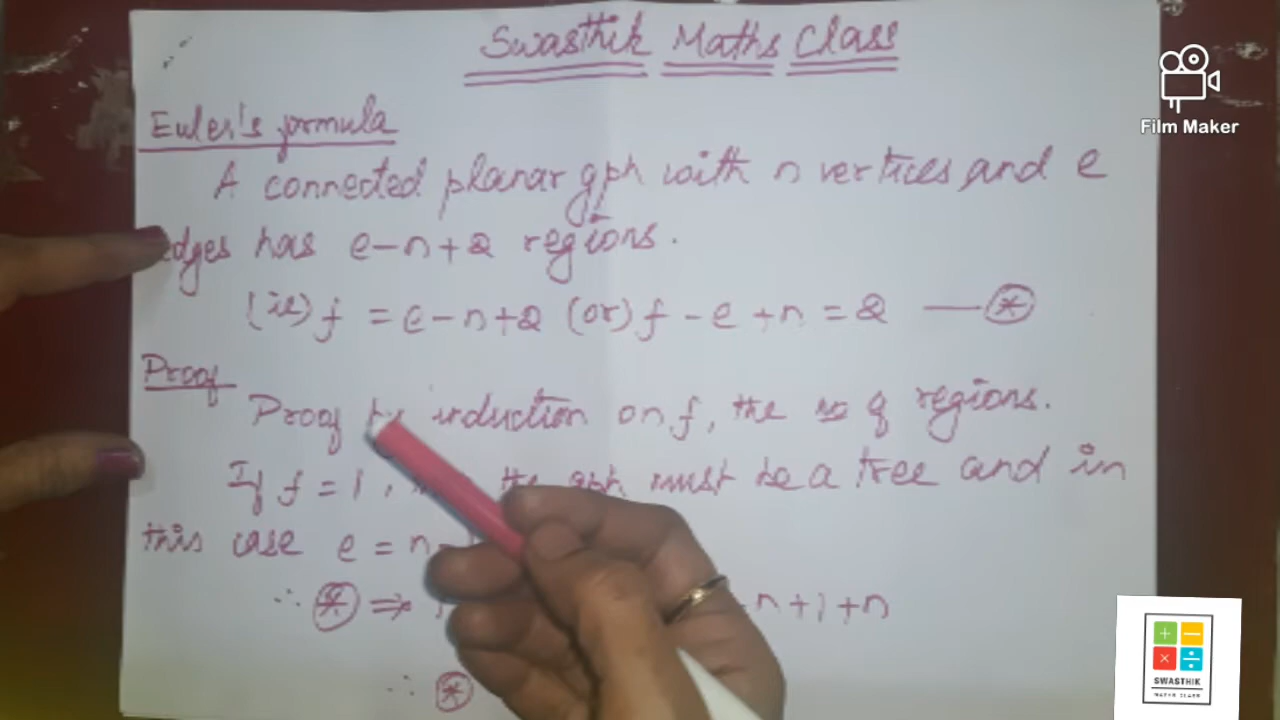 Swasthik Maths Class
Film Maker
Euler's formula
A connected planar gph with n vertices and e
edges has e-n+2 regions.
(ie) f = e-n+2 (or) f - e + n = 2 —— (*)
Proof
Proof by induction on f, the no of regions.
If f = 1, the gph must be a tree and in
this case e = n-
∴ (*) ⇒ n+1+n
∴ (*)
+ −
× ÷
SWASTHIK
MATHS CLASS